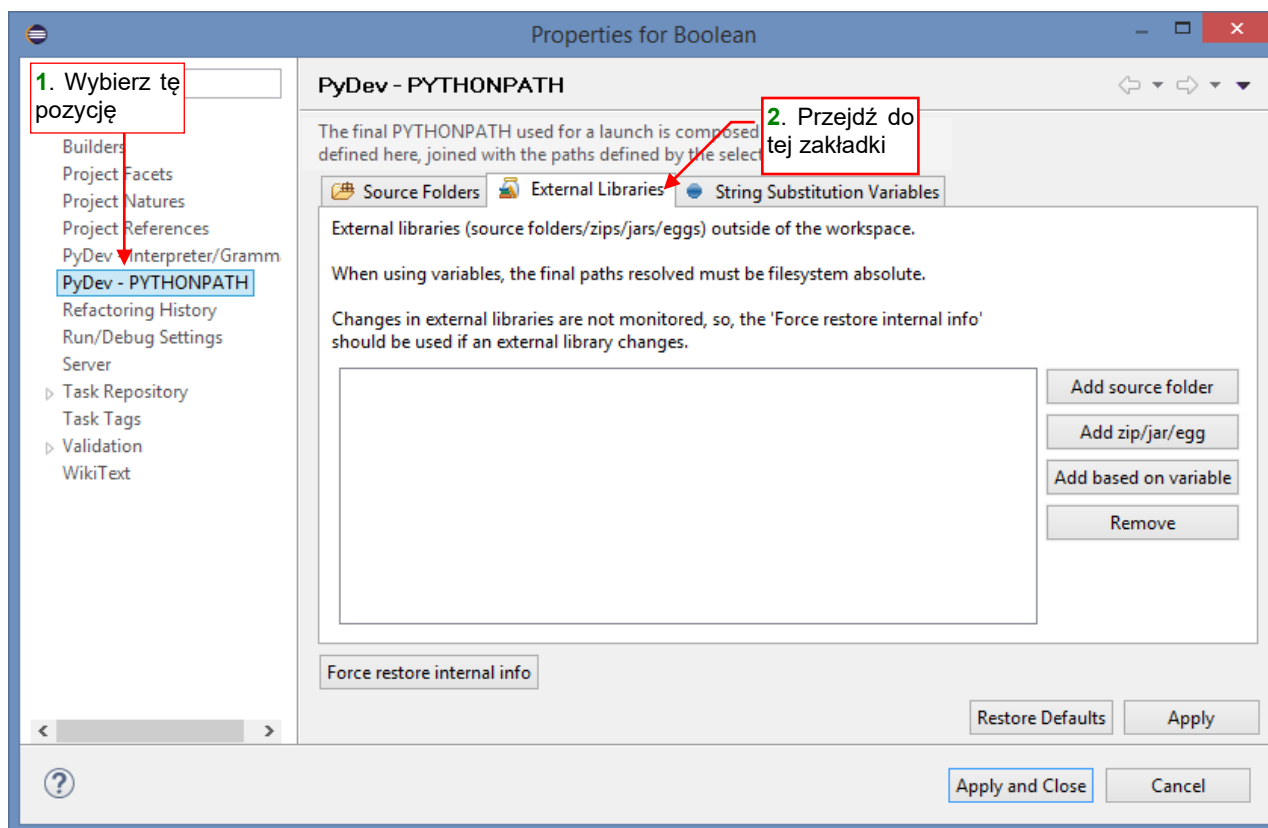 Properties for Boolean
1. Wybierz tę
pozycję
Builders
Project Facets
Project Natures
Project References
PyDev - Interpreter/Gramm
PyDev - PYTHONPATH
Refactoring History
Run/Debug Settings
Server
Task Repository
Task Tags
Validation
WikiText
PyDev - PYTHONPATH
The final PYTHONPATH used for a launch is composed
defined here, joined with the paths defined by the selec
2. Przejdź do
tej zakładki
Source Folders
External Libraries
String Substitution Variables
External libraries (source folders/zips/jars/eggs) outside of the workspace.
When using variables, the final paths resolved must be filesystem absolute.
Changes in external libraries are not monitored, so, the 'Force restore internal info'
should be used if an external library changes.
Add source folder
Add zip/jar/egg
Add based on variable
Remove
Force restore internal info
Restore Defaults
Apply
Apply and Close
Cancel